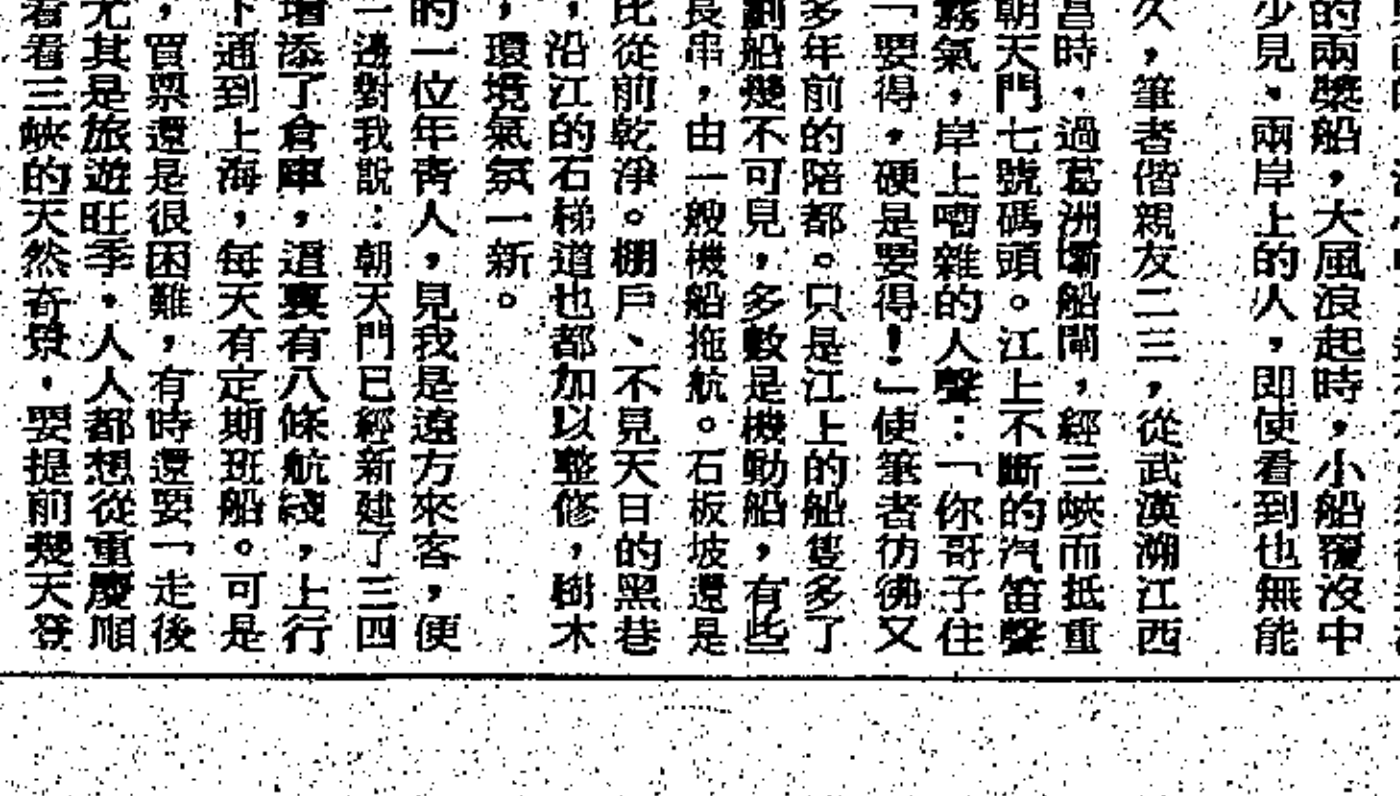 的兩槳船，大風浪起時，小船覆沒中
少見，兩岸上的人，即使看到也無能
久，筆者偕親友二三，從武漢溯江西
昌時，過葛洲壩船閘，經三峽而抵重
朝天門七號碼頭。江上不斷的汽笛聲
霧氣，岸上嘈雜的人聲：「你哥子住
「要得，硬是要得！」使筆者彷彿又
多年前的陪都。只是江上的船隻多了
劃船幾不可見，多數是機動船，有些
長串，由一艘機船拖航。石板坡還是
比從前乾淨。棚戶、不見天日的黑巷
，沿江的石梯道也都加以整修，樹木
，環境氣氛一新。
的一位年青人，見我是遠方來客，便
一邊對我說：朝天門已經新建了三四
增添了倉庫，這裏有八條航綫，上行
下通到上海，每天有定期班船。可是
，買票還是很困難，有時還要「走後
尤其是旅遊旺季，人人都想從重慶順
看看三峽的天然奇景，要提前幾天登